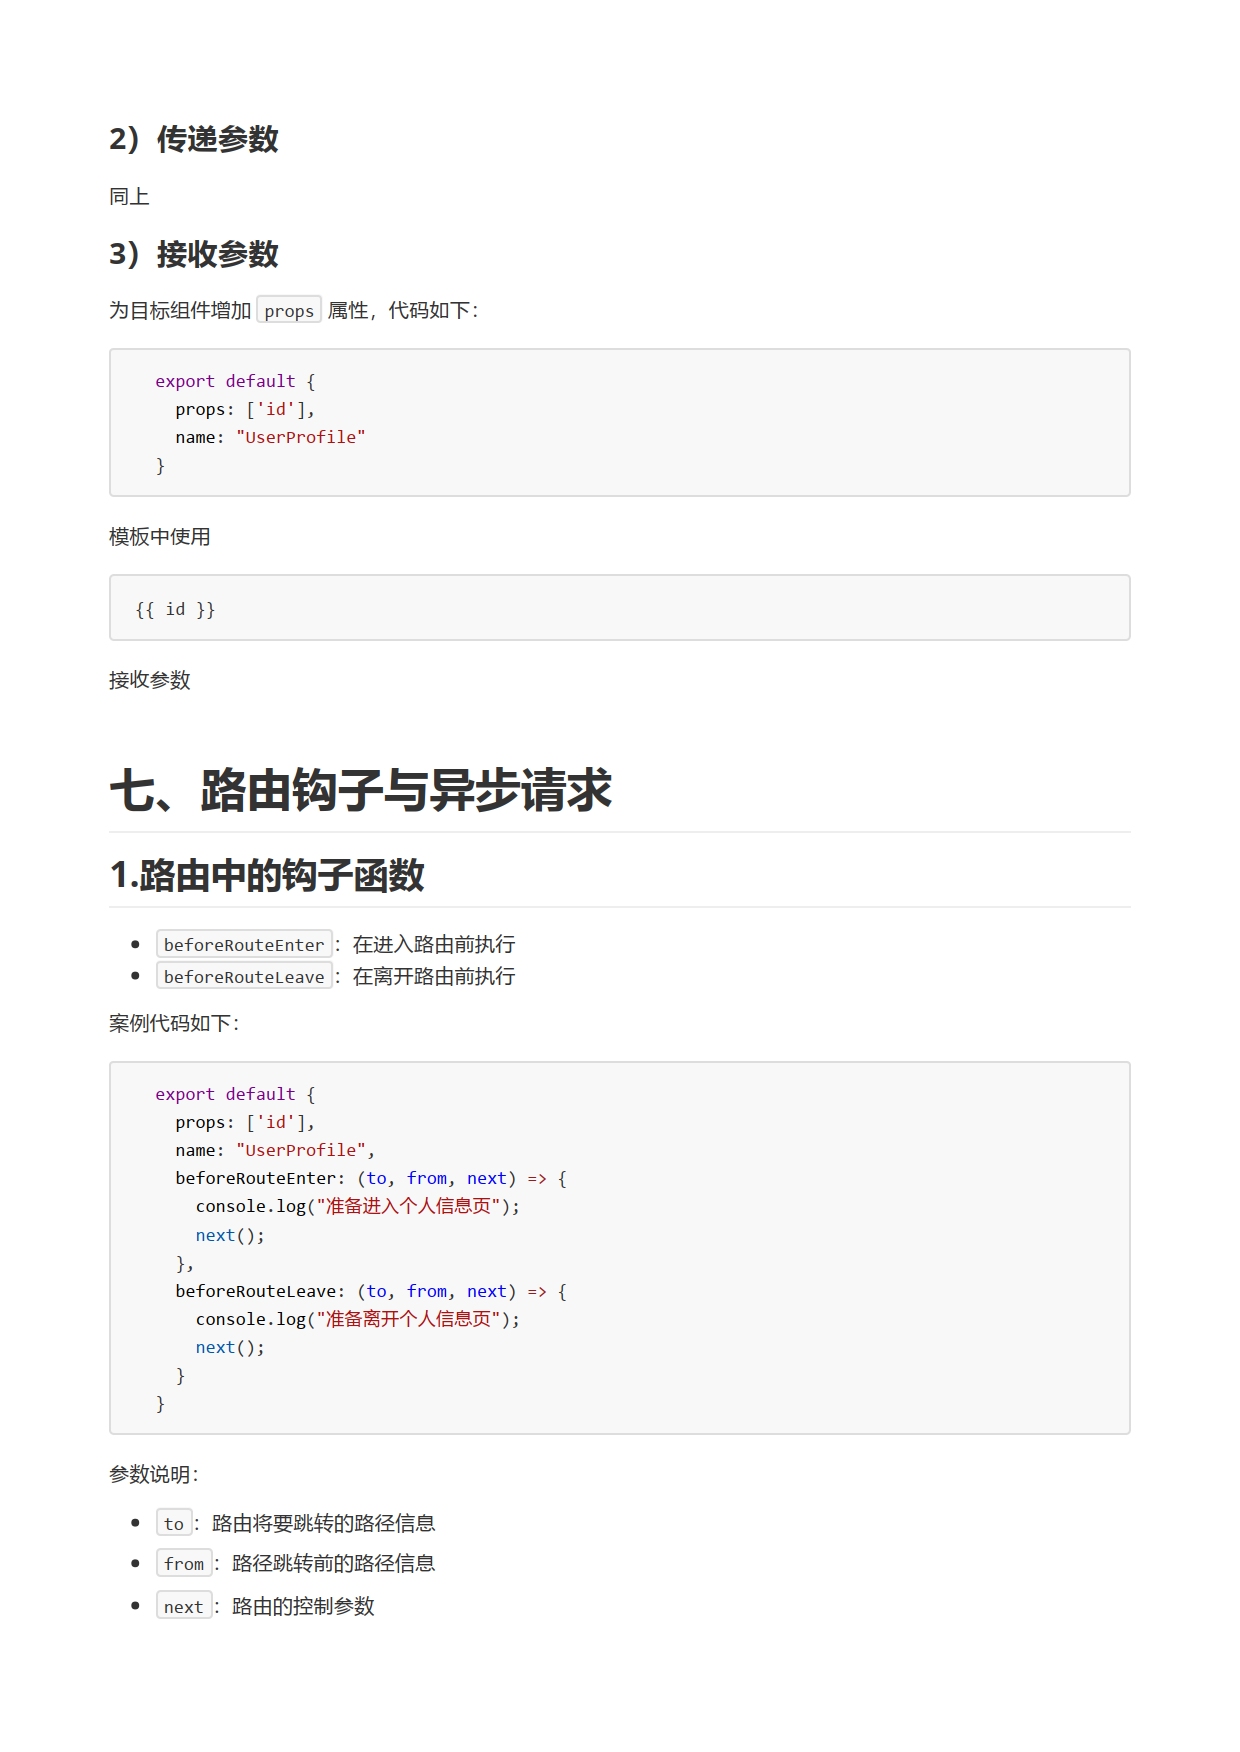 2）传递参数
同上
3）接收参数
为目标组件增加 props 属性，代码如下：
export default {
  props: ['id'],
  name: "UserProfile"
}
模板中使用
{{ id }}
接收参数
七、路由钩子与异步请求
1.路由中的钩子函数
• beforeRouteEnter：在进入路由前执行
• beforeRouteLeave：在离开路由前执行
案例代码如下：
export default {
  props: ['id'],
  name: "UserProfile",
  beforeRouteEnter: (to, from, next) => {
    console.log("准备进入个人信息页");
    next();
  },
  beforeRouteLeave: (to, from, next) => {
    console.log("准备离开个人信息页");
    next();
  }
}
参数说明：
• to：路由将要跳转的路径信息
• from：路径跳转前的路径信息
• next：路由的控制参数